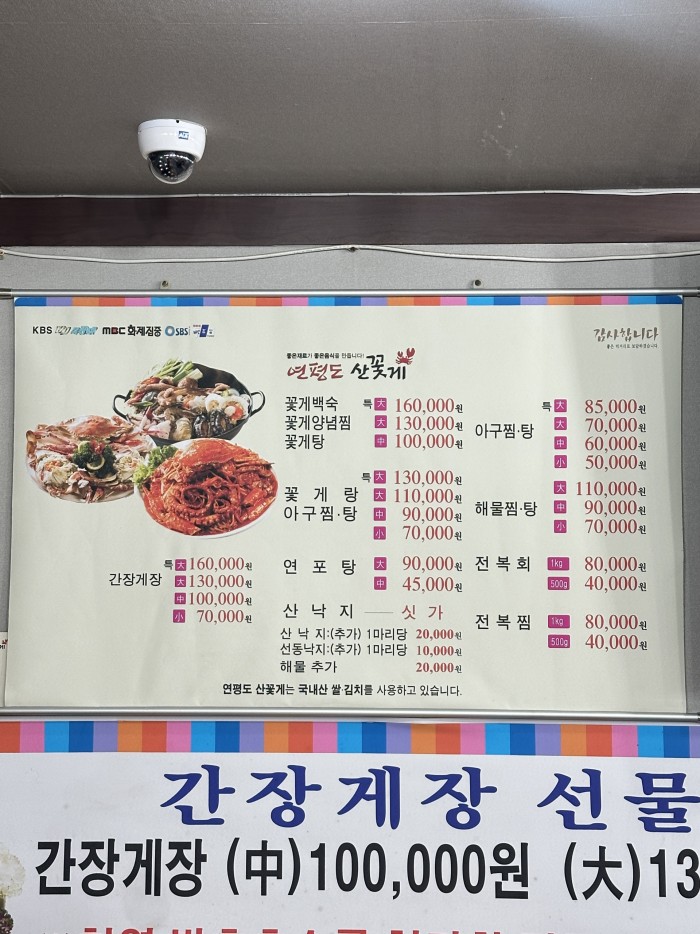 KBS
MBC 화제집중
SBS
감사합니다
좋은재료가 좋은음식을 만듭니다!
연평도 산꽃게
꽃게백숙 특大 160,000원
꽃게양념찜 大 130,000원
꽃게탕 中 100,000원
꽃게랑 아구찜·탕
특大 130,000원
大 110,000원
中 90,000원
小 70,000원
간장게장
특大 160,000원
大 130,000원
中 100,000원
小 70,000원
연포탕
大 90,000원
中 45,000원
산낙지 싯가
산 낙 지:(추가) 1마리당 20,000원
선동낙지:(추가) 1마리당 10,000원
해물 추가 20,000원
아구찜·탕
특大 85,000원
大 70,000원
中 60,000원
小 50,000원
해물찜·탕
大 110,000원
中 90,000원
小 70,000원
전복회
1kg 80,000원
500g 40,000원
전복찜
1kg 80,000원
500g 40,000원
연평도 산꽃게는 국내산 쌀 김치를 사용하고 있습니다.
간장게장 선물
간장게장 (中)100,000원 (大)13